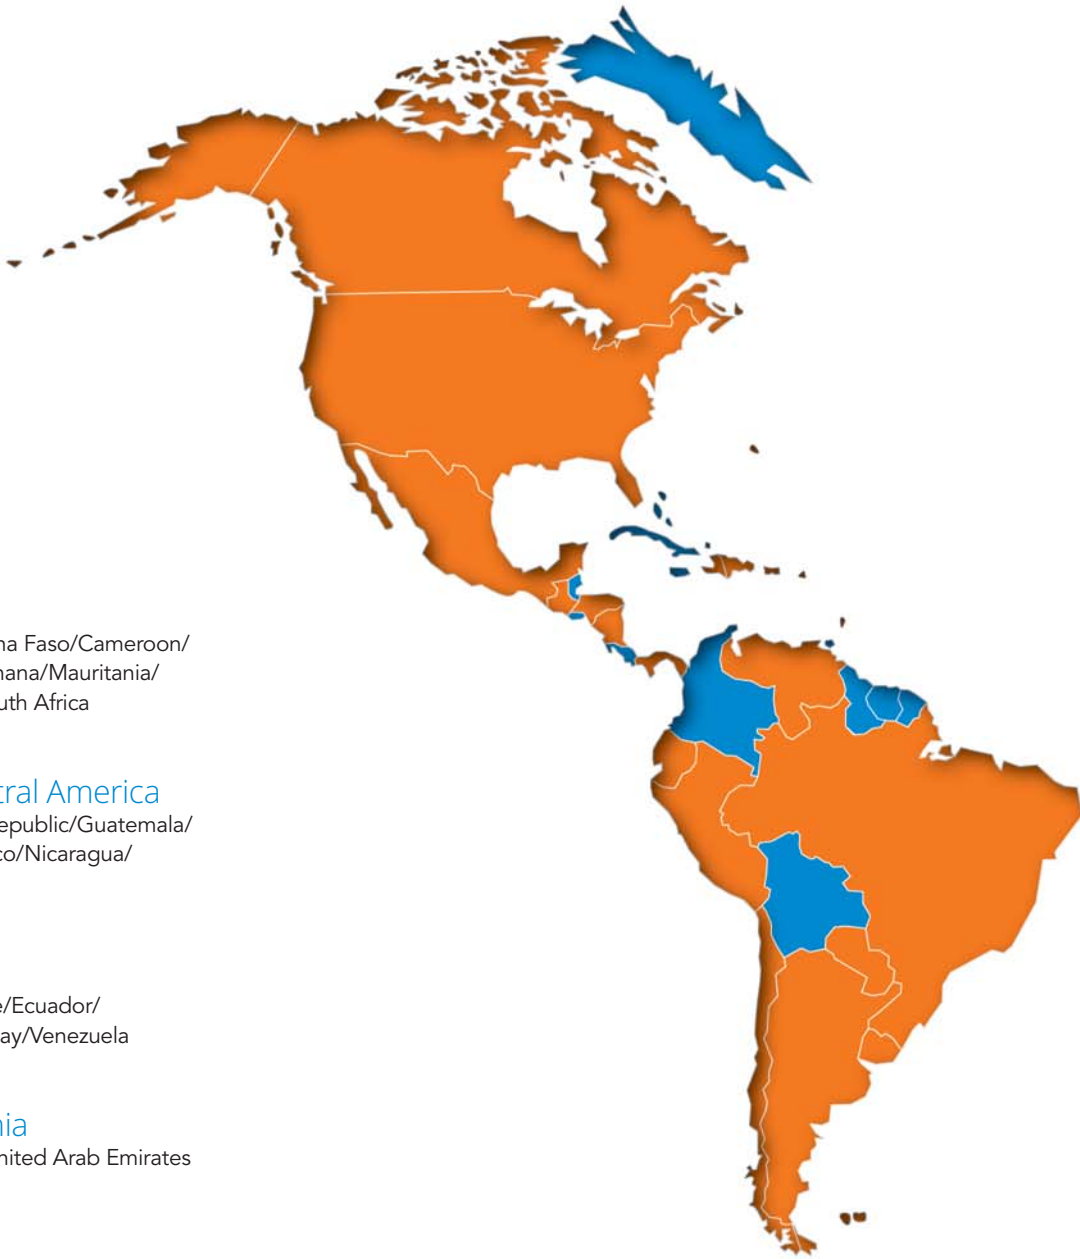 na Faso/Cameroon/
hana/Mauritania/
uth Africa
tral America
epublic/Guatemala/
co/Nicaragua/
e/Ecuador/
ay/Venezuela
nia
nited Arab Emirates